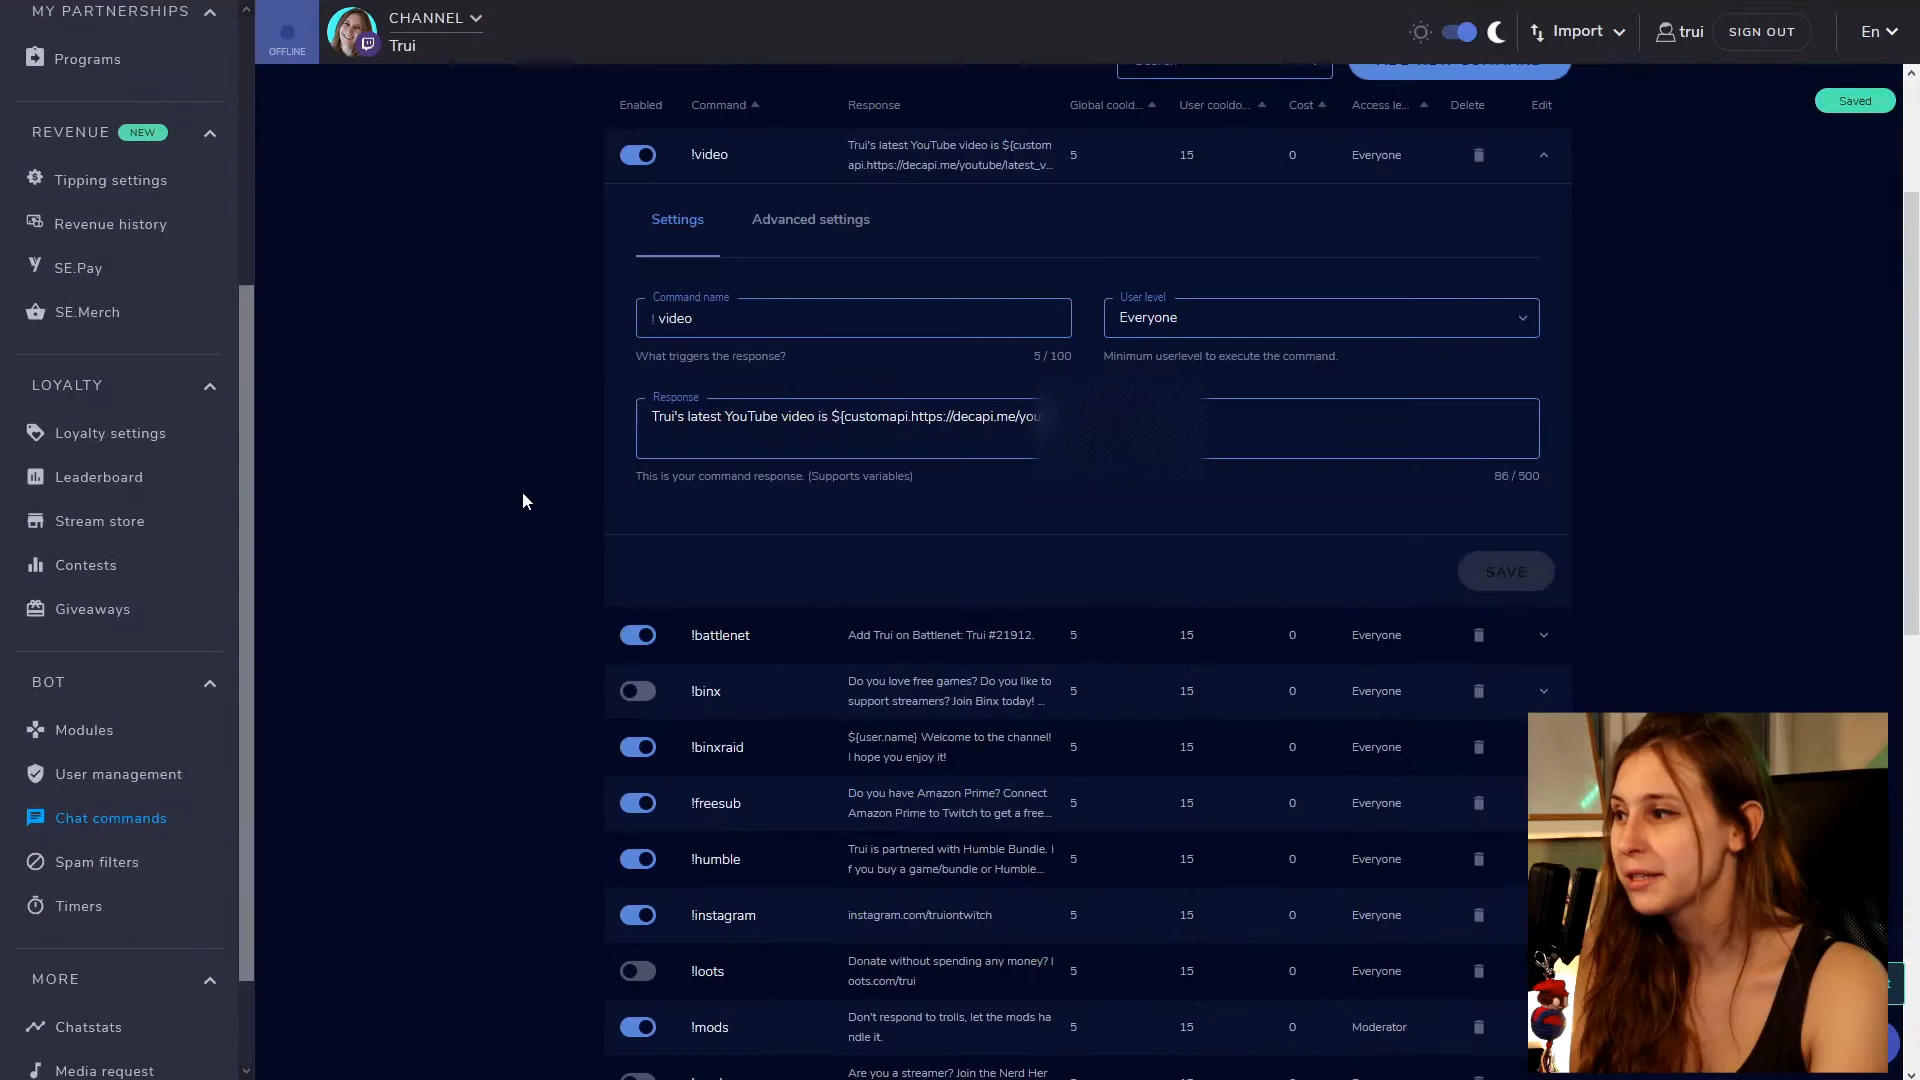 MY PARTNERSHIPS
Programs
REVENUE NEW
Tipping settings
Revenue history
SE.Pay
SE.Merch
LOYALTY
Loyalty settings
Leaderboard
Stream store
Contests
Giveaways
BOT
Modules
User management
Chat commands
Spam filters
Timers
MORE
Chatstats
Media request
OFFLINE
CHANNEL
Trui
Import
trui
SIGN OUT
En
Saved
Enabled Command Response Global coold... User cooldo... Cost Access le... Delete Edit
!video Trui's latest YouTube video is ${custom 5 15 0 Everyone
api.https://decapi.me/youtube/latest_v...
Settings Advanced settings
Command name
! video
What triggers the response? 5 / 100
User level
Everyone
Minimum userlevel to execute the command.
Response
Trui's latest YouTube video is ${customapi.https://decapi.me/you
This is your command response. (Supports variables) 86 / 500
SAVE
!battlenet Add Trui on Battlenet: Trui #21912. 5 15 0 Everyone
!binx Do you love free games? Do you like to 5 15 0 Everyone
support streamers? Join Binx today! ...
!binxraid ${user.name} Welcome to the channel! 5 15 0 Everyone
I hope you enjoy it!
!freesub Do you have Amazon Prime? Connect 5 15 0 Everyone
Amazon Prime to Twitch to get a free...
!humble Trui is partnered with Humble Bundle. I 5 15 0 Everyone
f you buy a game/bundle or Humble...
!instagram instagram.com/truiontwitch 5 15 0 Everyone
!loots Donate without spending any money? l 5 15 0 Everyone
oots.com/trui
!mods Don't respond to trolls, let the mods ha 5 15 0 Moderator
ndle it.
Are you a streamer? Join the Nerd Her